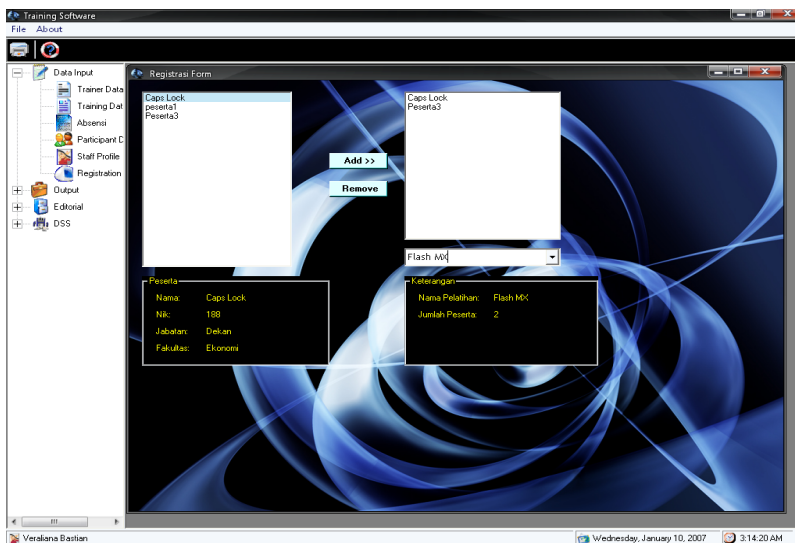 Training Software
File About
Data Input
Trainer Data
Training Dat
Absensi
Participant D
Staff Profile
Registration
Output
Editorial
DSS
Registrasi Form
Caps Lock
peserta1
Peserta3
Add >>
Remove
Caps Lock
Peserta3
Flash MX
Peserta
Nama: Caps Lock
Nik: 188
Jabatan: Dekan
Fakultas: Ekonomi
Keterangan
Nama Pelatihan: Flash MX
Jumlah Peserta: 2
Veraliana Bastian
Wednesday, January 10, 2007
3:14:20 AM